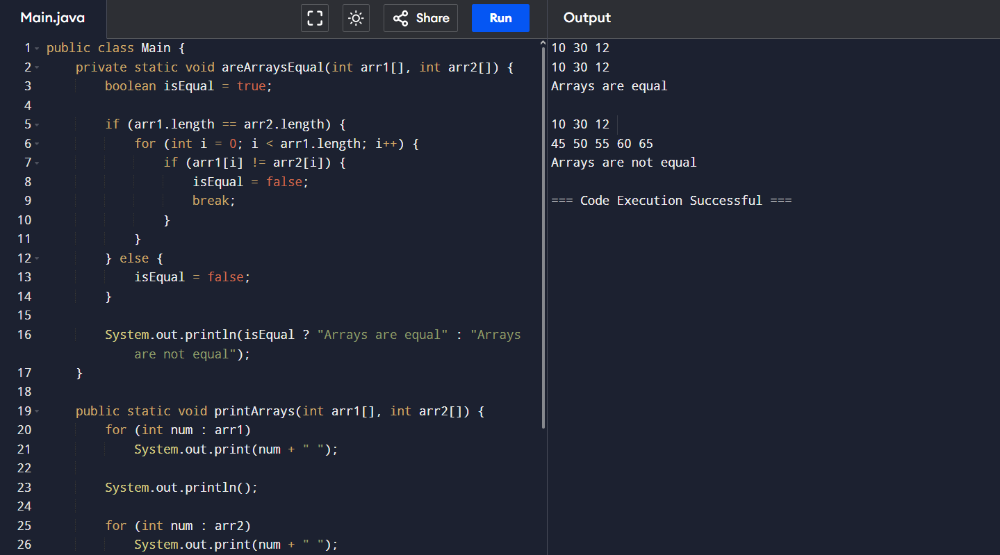 Main.java
Share
Run
Output
1 public class Main {
2     private static void areArraysEqual(int arr1[], int arr2[]) {
3         boolean isEqual = true;
4
5         if (arr1.length == arr2.length) {
6             for (int i = 0; i < arr1.length; i++) {
7                 if (arr1[i] != arr2[i]) {
8                     isEqual = false;
9                     break;
10                 }
11             }
12         } else {
13             isEqual = false;
14         }
15
16         System.out.println(isEqual ? "Arrays are equal" : "Arrays
            are not equal");
17     }
18
19     public static void printArrays(int arr1[], int arr2[]) {
20         for (int num : arr1)
21             System.out.print(num + " ");
22
23         System.out.println();
24
25         for (int num : arr2)
26             System.out.print(num + " ");
10 30 12
10 30 12
Arrays are equal
10 30 12
45 50 55 60 65
Arrays are not equal
=== Code Execution Successful ===